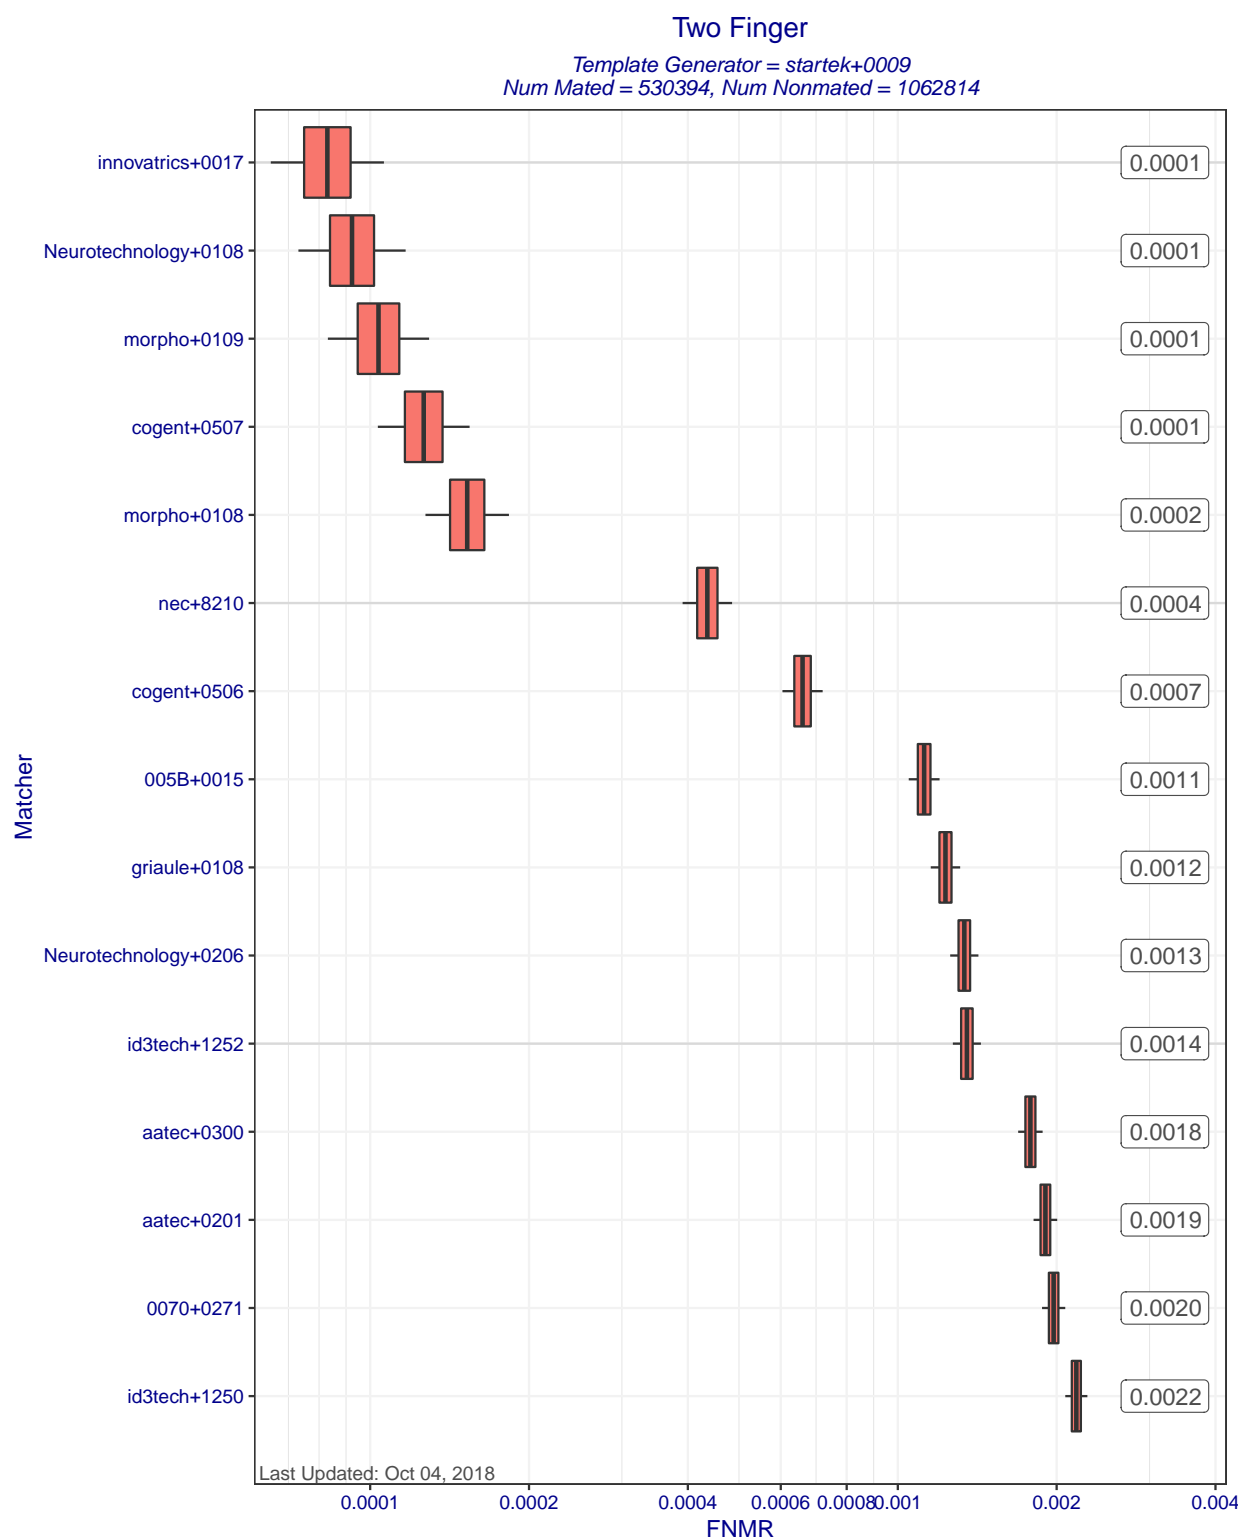 Two Finger
Template Generator = startek+0009
Num Mated = 530394, Num Nonmated = 1062814
Matcher
innovatrics+0017 0.0001
Neurotechnology+0108 0.0001
morpho+0109 0.0001
cogent+0507 0.0001
morpho+0108 0.0002
nec+8210 0.0004
cogent+0506 0.0007
005B+0015 0.0011
griaule+0108 0.0012
Neurotechnology+0206 0.0013
id3tech+1252 0.0014
aatec+0300 0.0018
aatec+0201 0.0019
0070+0271 0.0020
id3tech+1250 0.0022
Last Updated: Oct 04, 2018
0.0001 0.0002 0.0004 0.0006 0.0008 0.001 0.002 0.004
FNMR